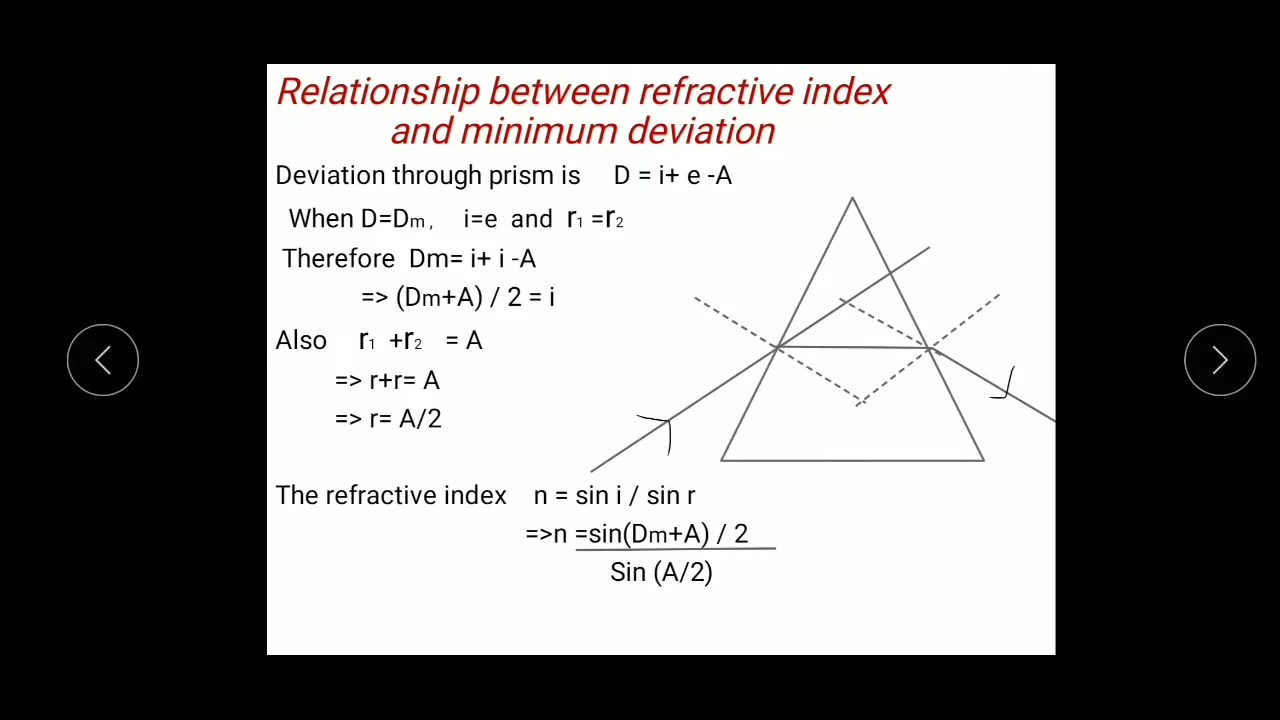 Relationship between refractive index
and minimum deviation
Deviation through prism is D = i+ e -A
When D=Dm , i=e and r1 =r2
Therefore Dm= i+ i -A
=> (Dm+A) / 2 = i
Also r1 +r2 = A
=> r+r= A
=> r= A/2
The refractive index n = sin i / sin r
=>n =sin(Dm+A) / 2
Sin (A/2)